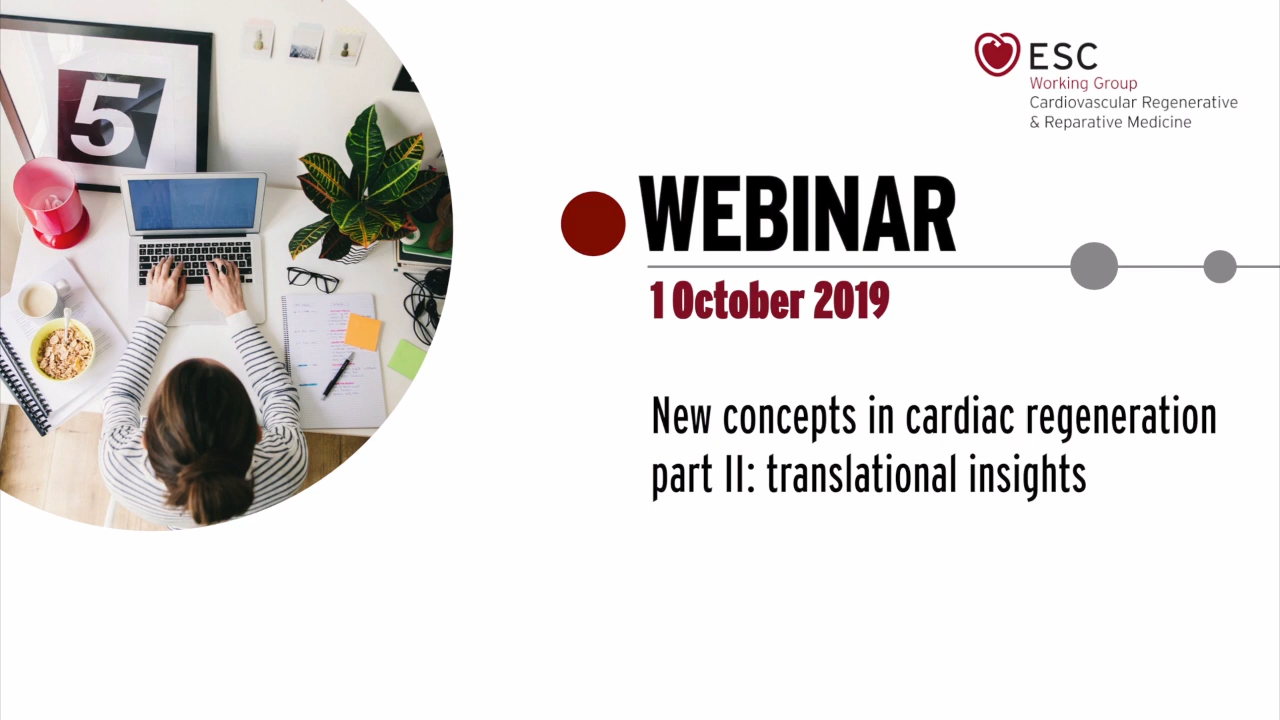 5
ESC
Working Group
Cardiovascular Regenerative
& Reparative Medicine
WEBINAR
1 October 2019
New concepts in cardiac regeneration
part II: translational insights